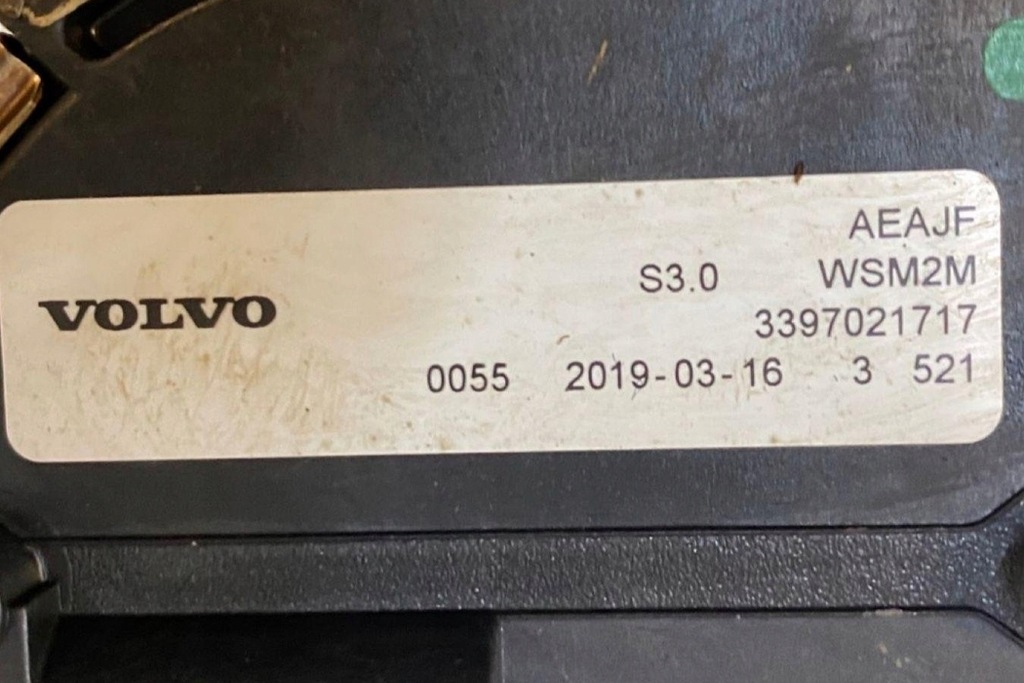 AEAJF
S3.0 WSM2M
VOLVO
3397021717
0055 2019-03-16 3 521